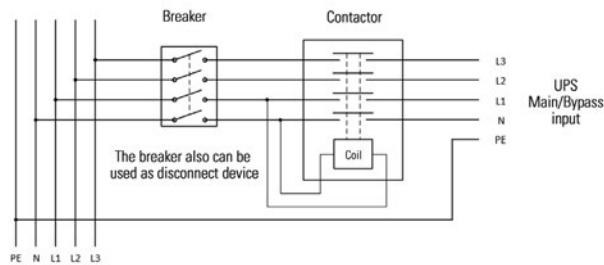 Breaker
Contactor
L3
L2
L1
N
PE
UPS
Main/Bypass
input
Coil
The breaker also can be
used as disconnect device
PE N L1 L2 L3